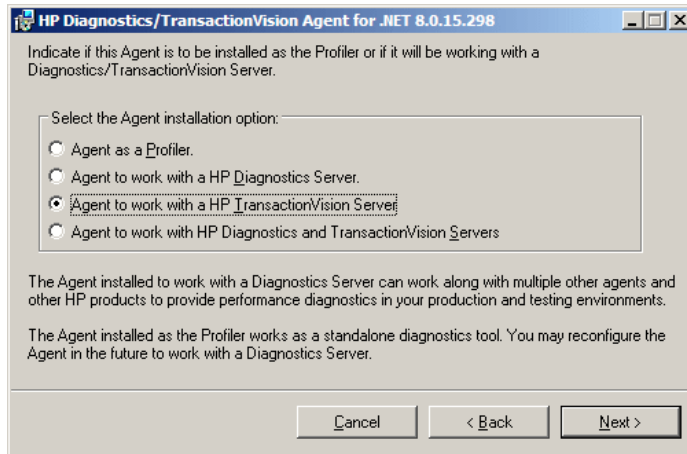 HP Diagnostics/TransactionVision Agent for .NET 8.0.15.298
Indicate if this Agent is to be installed as the Profiler or if it will be working with a
Diagnostics/TransactionVision Server.
Select the Agent installation option:
Agent as a Profiler.
Agent to work with a HP Diagnostics Server.
Agent to work with a HP TransactionVision Server
Agent to work with HP Diagnostics and TransactionVision Servers
The Agent installed to work with a Diagnostics Server can work along with multiple other agents and
other HP products to provide performance diagnostics in your production and testing environments.
The Agent installed as the Profiler works as a standalone diagnostics tool. You may reconfigure the
Agent in the future to work with a Diagnostics Server.
Cancel < Back Next >